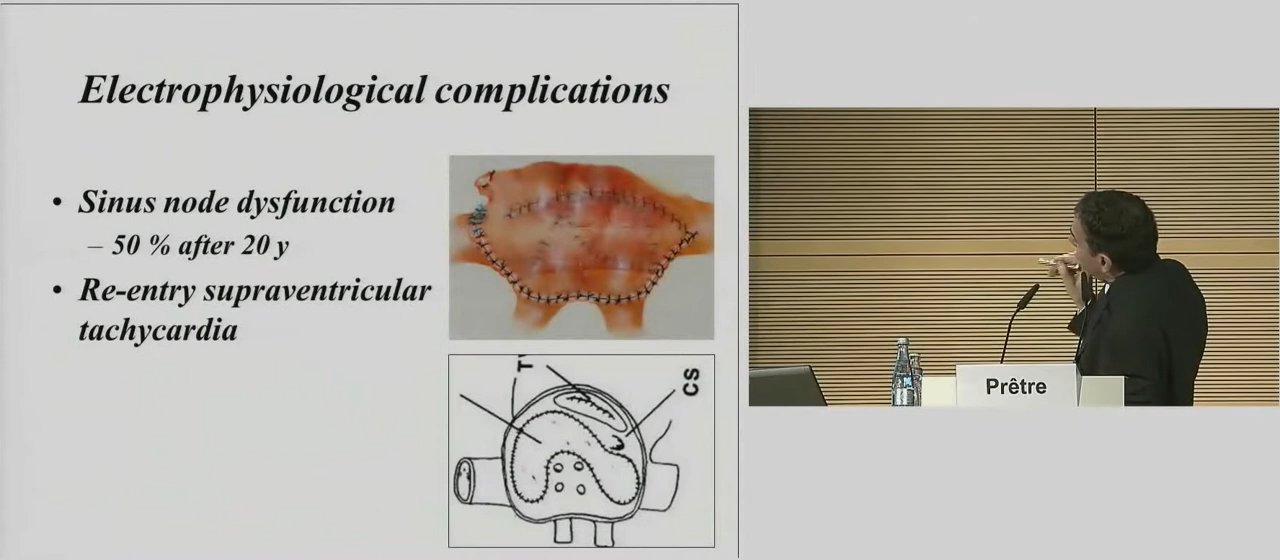 Electrophysiological complications
• Sinus node dysfunction
– 50 % after 20 y
• Re-entry supraventricular
tachycardia
CS
Prêtre